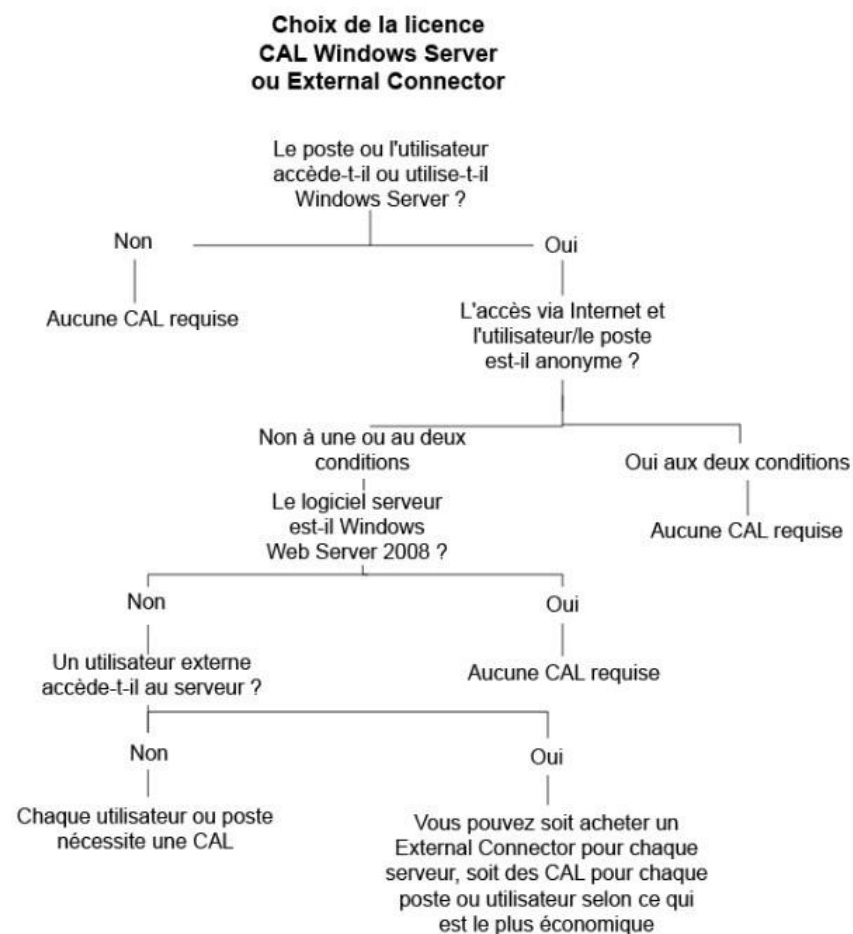 Choix de la licence
CAL Windows Server
ou External Connector
Le poste ou l'utilisateur
accède-t-il ou utilise-t-il
Windows Server ?
Non
Oui
Aucune CAL requise
L'accès via Internet et
l'utilisateur/le poste
est-il anonyme ?
Non à une ou au deux
conditions
Oui aux deux conditions
Le logiciel serveur
est-il Windows
Web Server 2008 ?
Aucune CAL requise
Non
Oui
Un utilisateur externe
accède-t-il au serveur ?
Aucune CAL requise
Non
Oui
Chaque utilisateur ou poste
nécessite une CAL
Vous pouvez soit acheter un
External Connector pour chaque
serveur, soit des CAL pour chaque
poste ou utilisateur selon ce qui
est le plus économique